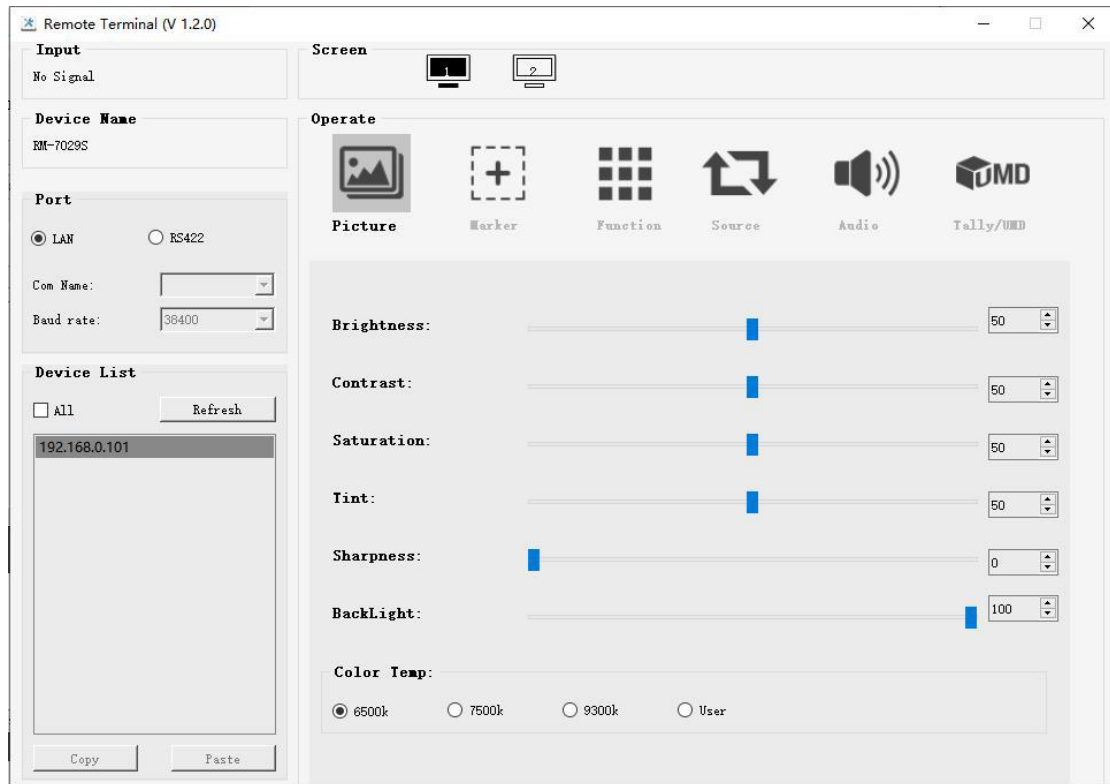 Remote Terminal (V 1.2.0)
Input
No Signal
Screen
1
2
Device Name
RM-7029S
Port
LAN
RS422
Com Name:
Baud rate:
38400
Device List
All
Refresh
192.168.0.101
Copy
Paste
Operate
UMD
Picture
Marker
Function
Source
Audio
Tally/UMD
Brightness:
50
Contrast:
50
Saturation:
50
Tint:
50
Sharpness:
0
BackLight:
100
Color Temp:
6500k
7500k
9300k
User